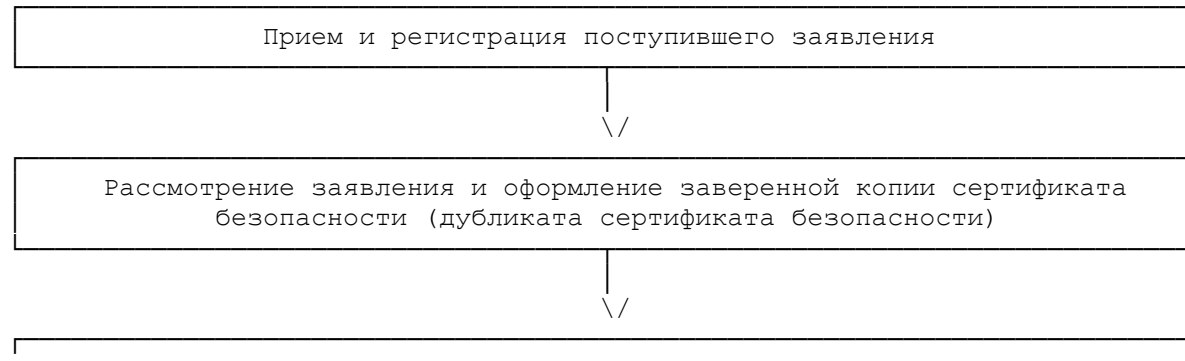 Прием и регистрация поступившего заявления
\/
Рассмотрение заявления и оформление заверенной копии сертификата
безопасности (дубликата сертификата безопасности)
\/